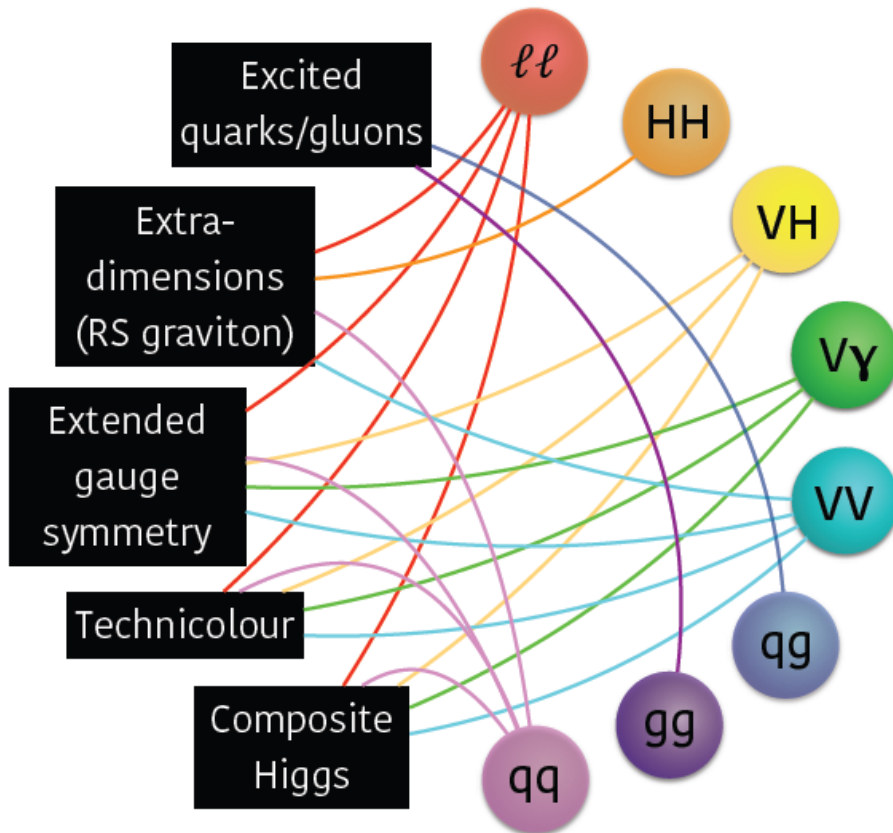 Excited
quarks/gluons
Extra-
dimensions
(RS graviton)
Extended
gauge
symmetry
Technicolour
Composite
Higgs
ℓℓ
HH
VH
Vɣ
VV
qg
gg
qq